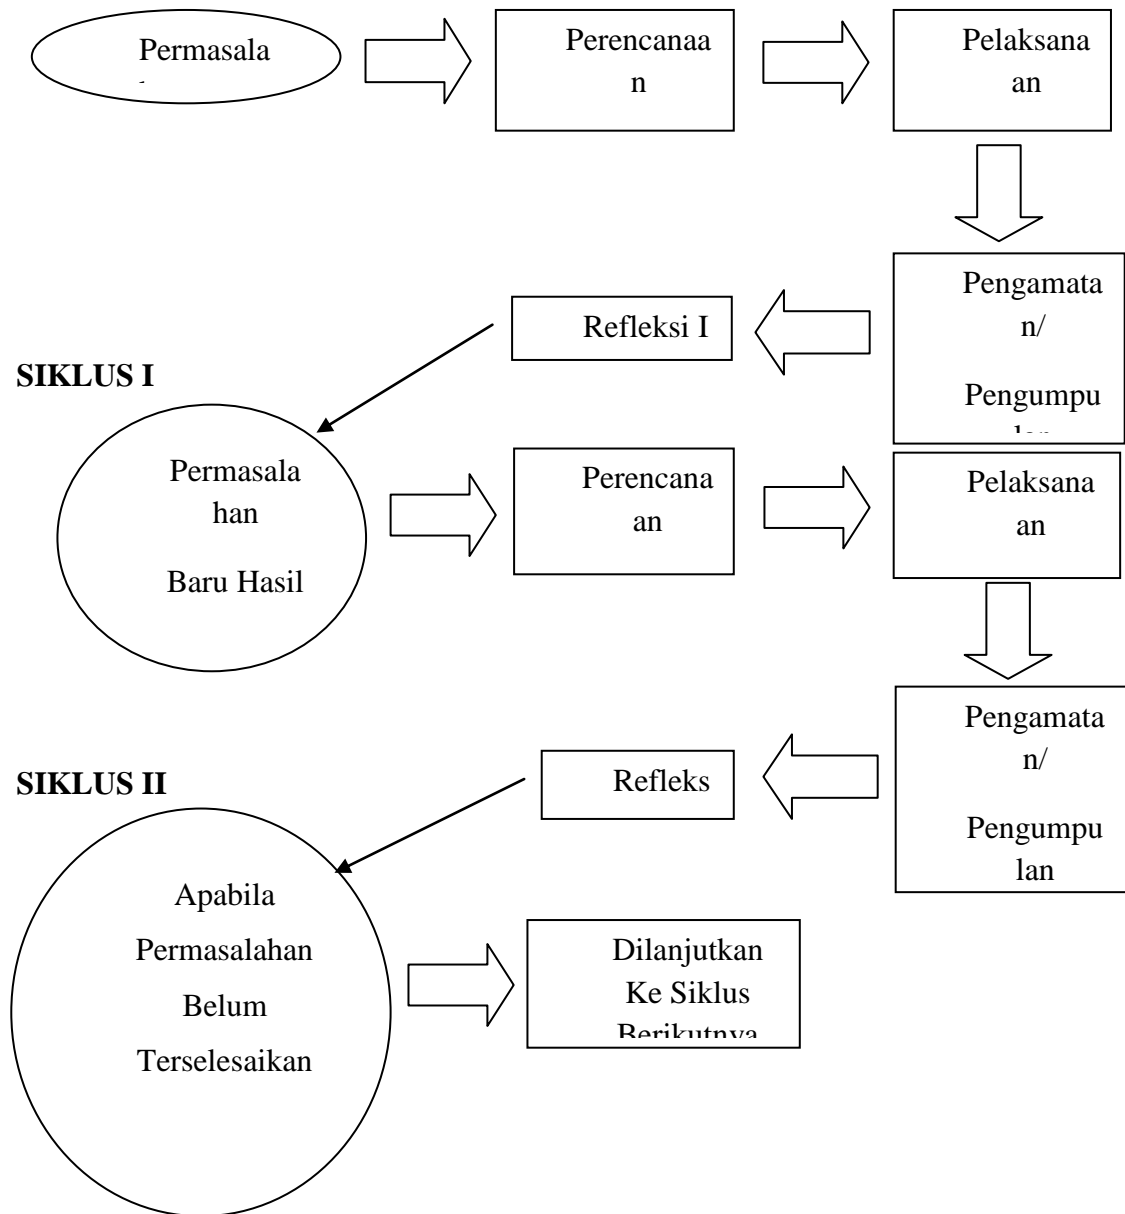 Permasala
Perencanaa
n
Pelaksana
an
Pengamata
n/
Pengumpu
Refleksi I
SIKLUS I
Permasala
han
Baru Hasil
Perencana
an
Pelaksana
an
Pengamata
n/
Pengumpu
lan
Refleks
SIKLUS II
Apabila
Permasalahan
Belum
Terselesaikan
Dilanjutkan
Ke Siklus
Berikutnya